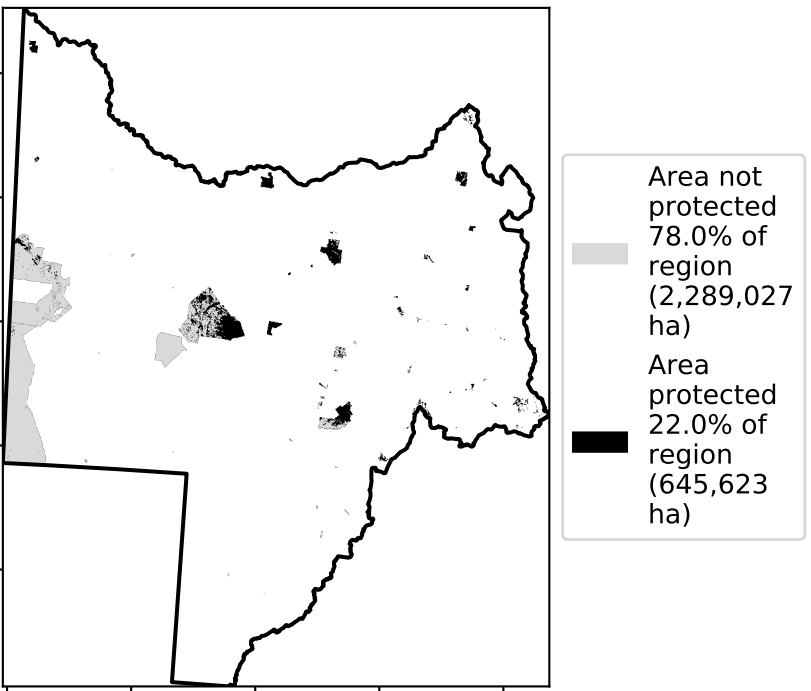 Area not
protected
78.0% of
region
(2,289,027
ha)
Area
protected
22.0% of
region
(645,623
ha)